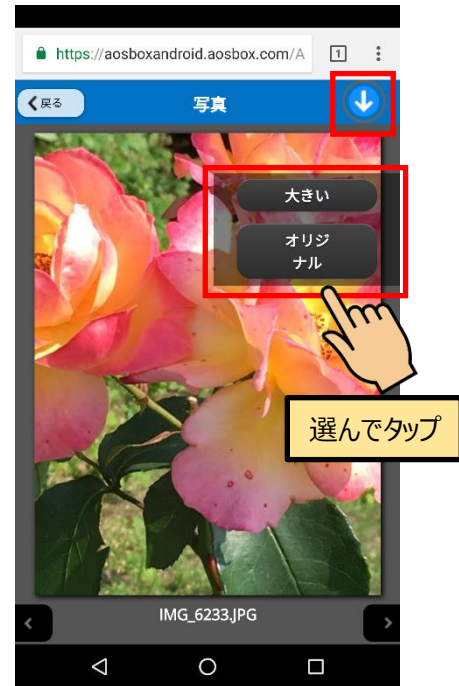 https://aosboxandroid.aosbox.com/A
1
戻る
写真
大きい
オリジ
ナル
選んでタップ
IMG_6233.JPG